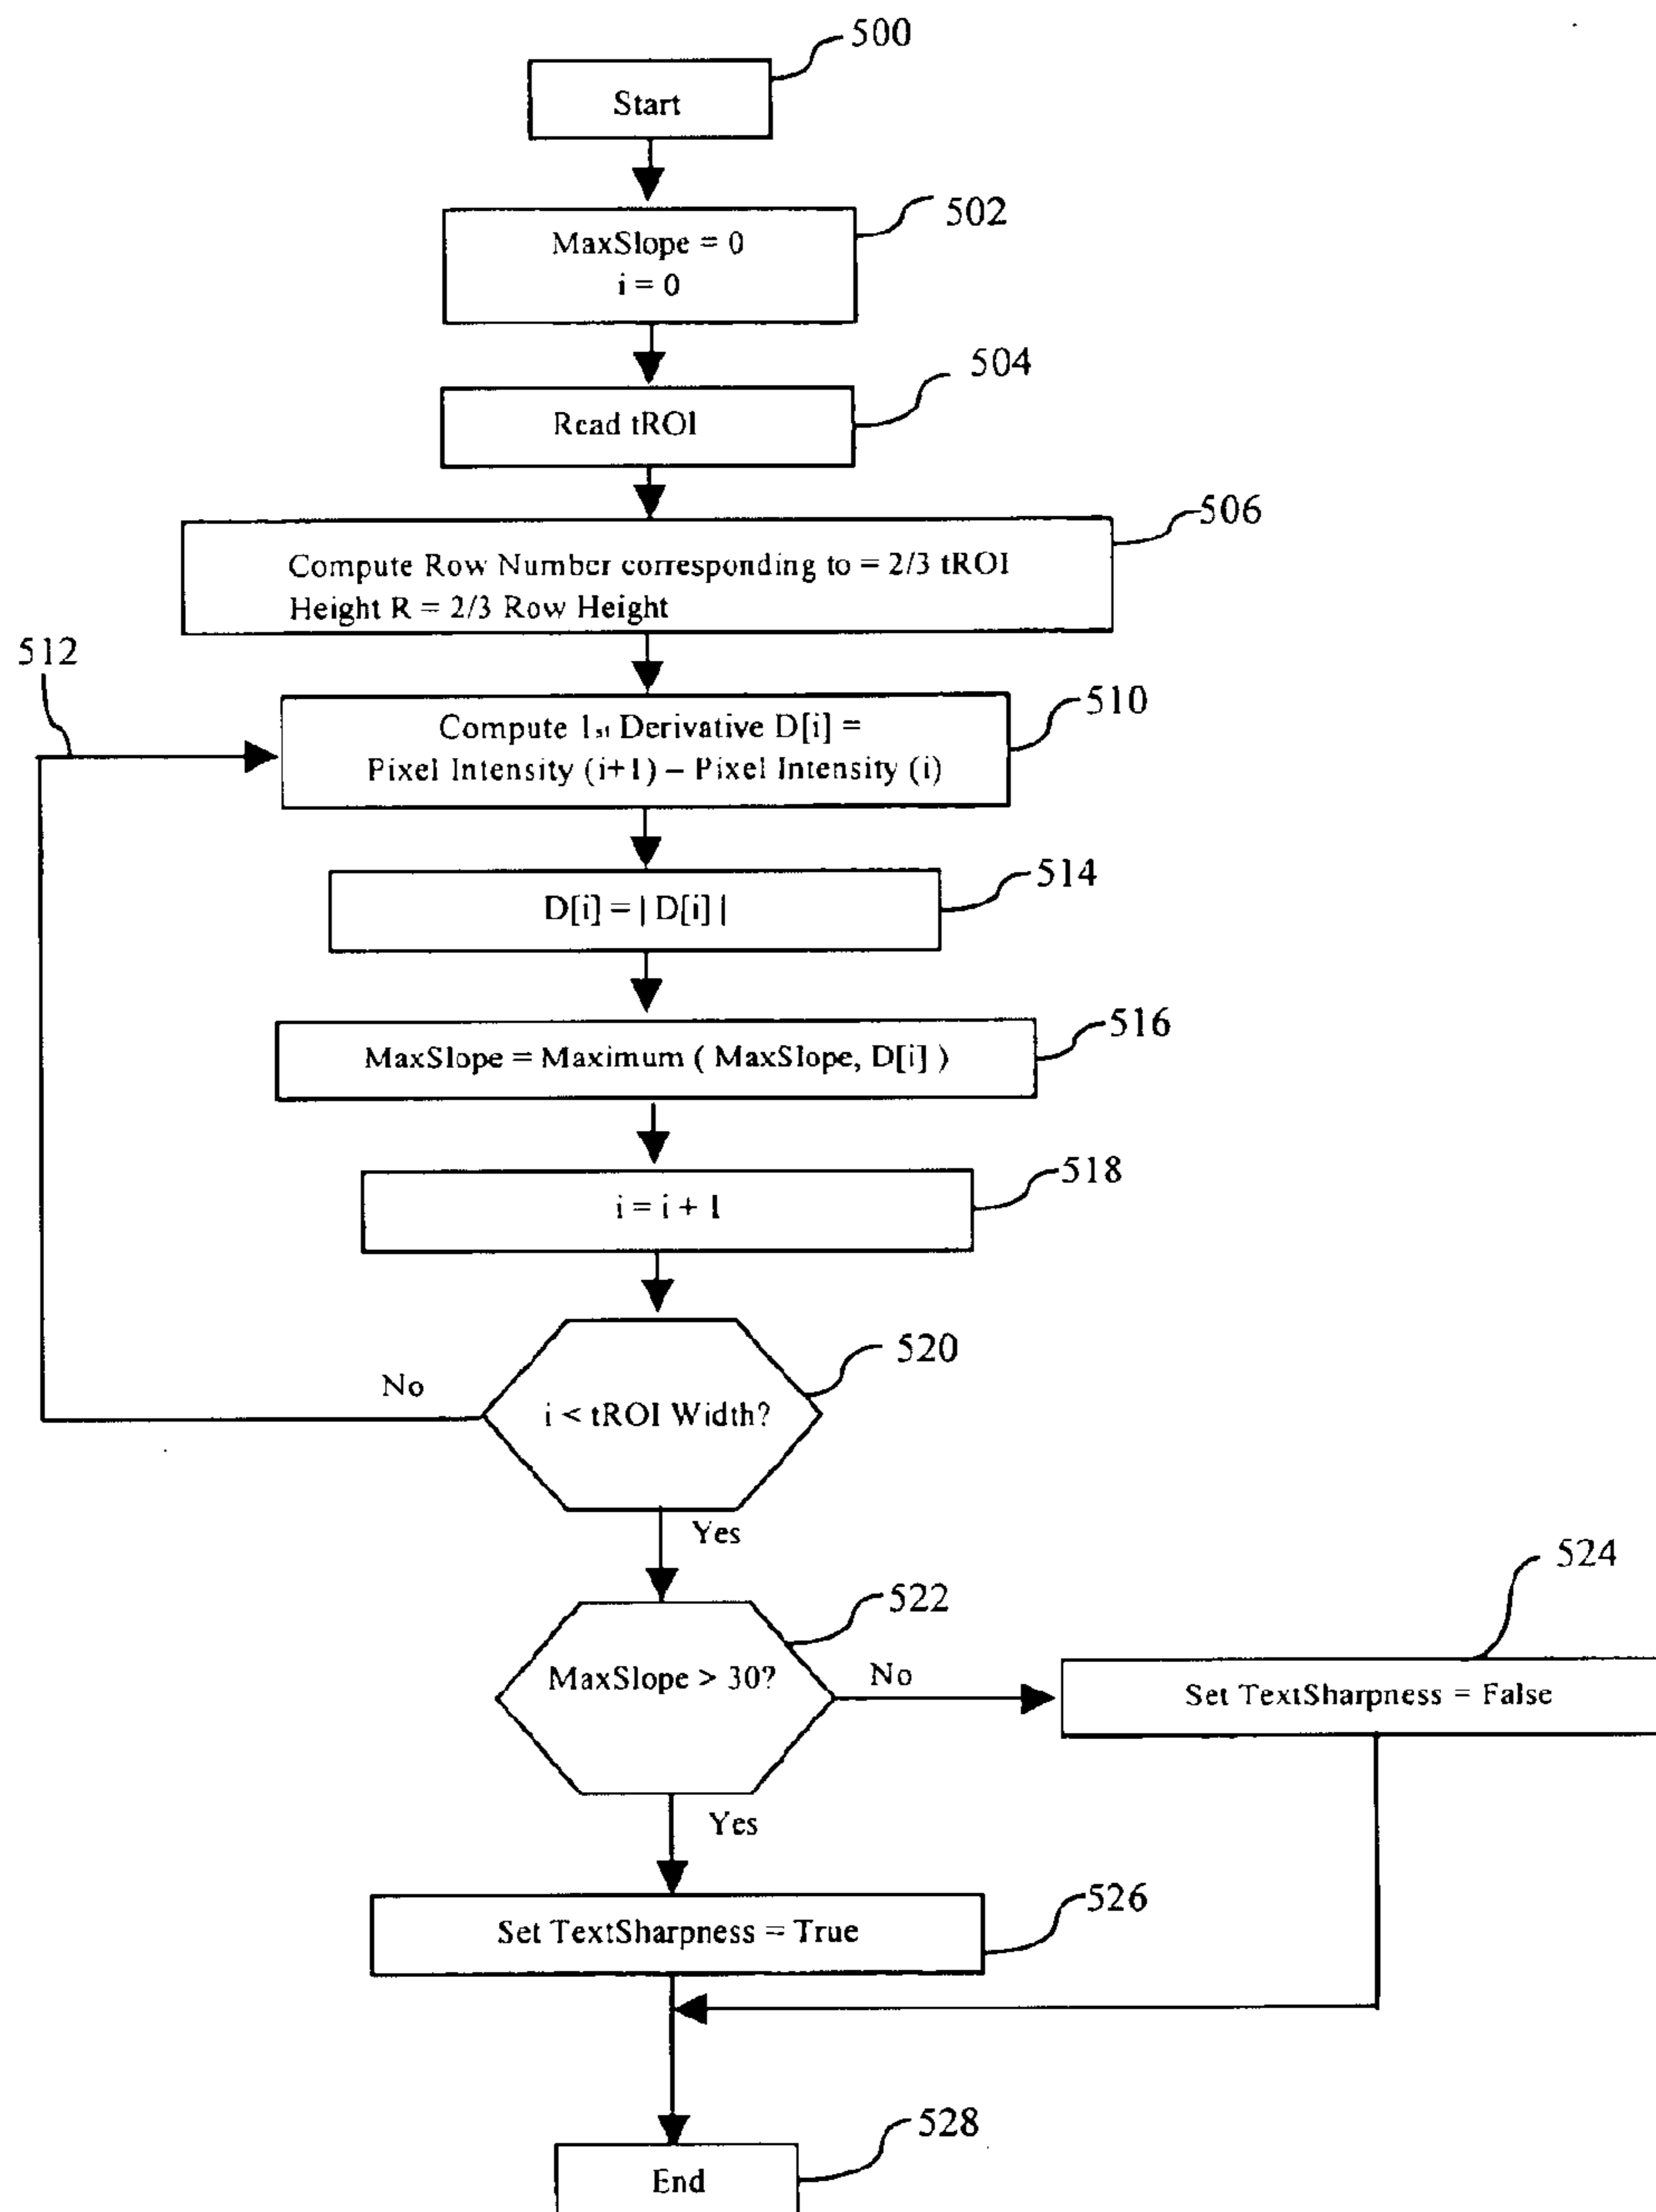 500
Start
502
MaxSlope = 0
i = 0
504
Read tROI
506
Compute Row Number corresponding to = 2/3 tROI
Height R = 2/3 Row Height
512
510
Compute 1st Derivative D[i] =
Pixel Intensity (i+1) – Pixel Intensity (i)
514
D[i] = | D[i] |
516
MaxSlope = Maximum ( MaxSlope, D[i] )
518
i = i + 1
520
No
i < tROI Width?
Yes
522
524
MaxSlope > 30?
No
Set TextSharpness = False
Yes
526
Set TextSharpness = True
528
End